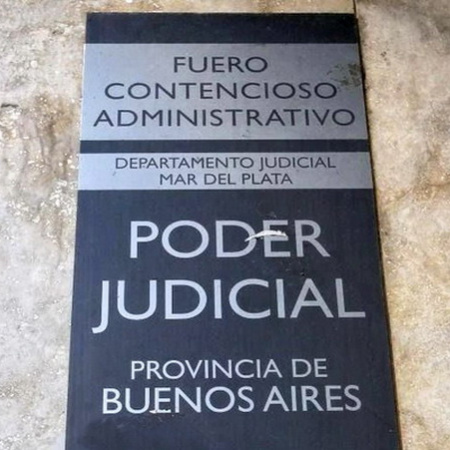 FUERO
CONTENCIOSO
ADMINISTRATIVO
DEPARTAMENTO JUDICIAL
MAR DEL PLATA
PODER
JUDICIAL
PROVINCIA DE
BUENOS AIRES